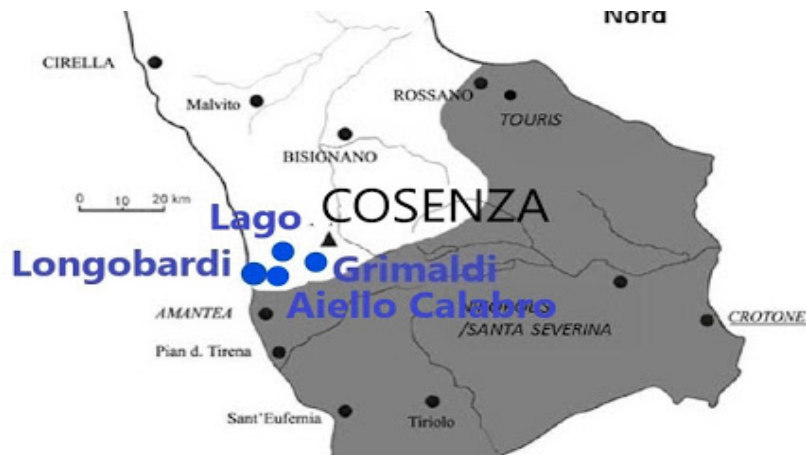 Nord
CIRELLA
Malvito
ROSSANO
TOURIS
BISIGNANO
0 10 20 km
COSENZA
Lago
Longobardi
Grimaldi
Aiello Calabro
AMANTEA
/SANTA SEVERINA
CROTONE
Pian d. Tirena
Sant'Eufemia
Tiriolo